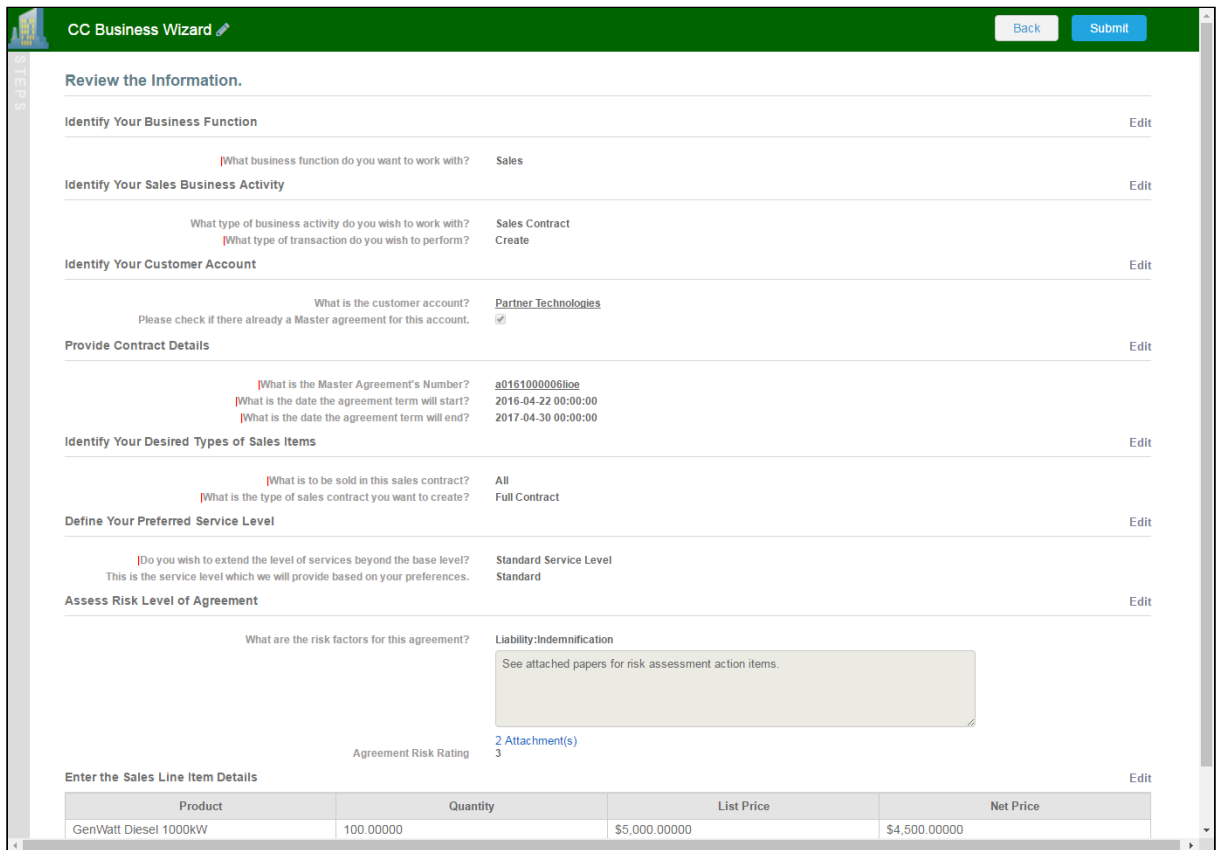 CC Business Wizard
Back
Submit
STEPS
Review the Information.
Identify Your Business Function
Edit
What business function do you want to work with? Sales
Identify Your Sales Business Activity
Edit
What type of business activity do you wish to work with? Sales Contract
What type of transaction do you wish to perform? Create
Identify Your Customer Account
Edit
What is the customer account? Partner Technologies
Please check if there already a Master agreement for this account.
Provide Contract Details
Edit
What is the Master Agreement's Number? a0161000006lioe
What is the date the agreement term will start? 2016-04-22 00:00:00
What is the date the agreement term will end? 2017-04-30 00:00:00
Identify Your Desired Types of Sales Items
Edit
What is to be sold in this sales contract? All
What is the type of sales contract you want to create? Full Contract
Define Your Preferred Service Level
Edit
Do you wish to extend the level of services beyond the base level? Standard Service Level
This is the service level which we will provide based on your preferences. Standard
Assess Risk Level of Agreement
Edit
What are the risk factors for this agreement? Liability:Indemnification
See attached papers for risk assessment action items.
2 Attachment(s)
Agreement Risk Rating 3
Enter the Sales Line Item Details
Edit
Product Quantity List Price Net Price
GenWatt Diesel 1000kW 100.00000 $5,000.00000 $4,500.00000